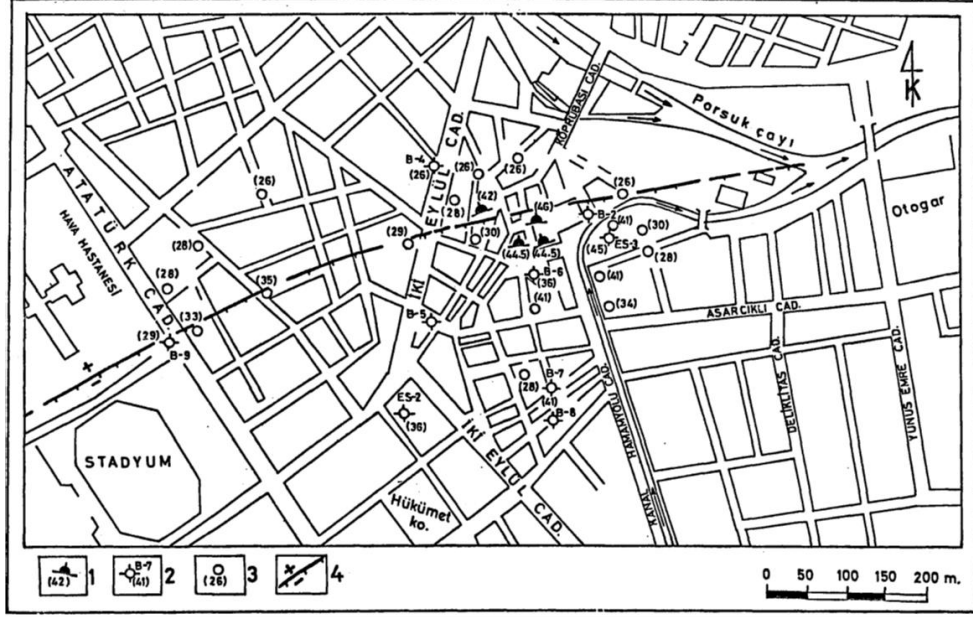 K
Porsuk çayı
KÖPRÜBAŞI CAD.
Otogar
ATATÜRK CAD.
HAVA HASTANESİ
İKİ EYLÜL CAD.
B-4
(26)
(26)
(26)
(26)
(28)
(42)
(46)
(26)
B-2
(41)
(45)
ES-3
(30)
(28)
(28)
(28)
(29)
(30)
(44.5)
(44.5)
B-6
(36)
(41)
(41)
(34)
(35)
(33)
(29)
B-9
B-5
ASARCIKLI CAD.
(28)
B-7
(41)
B-8
ES-2
(36)
İKİ EYLÜL CAD.
HAMAMYOLU CAD.
KANAL
DELİKLİTAŞ CAD.
YUNUS EMRE CAD.
STADYUM
Hükümet
ko.
(42) 1
B-7
(41) 2
(26) 3
4
0 50 100 150 200 m.